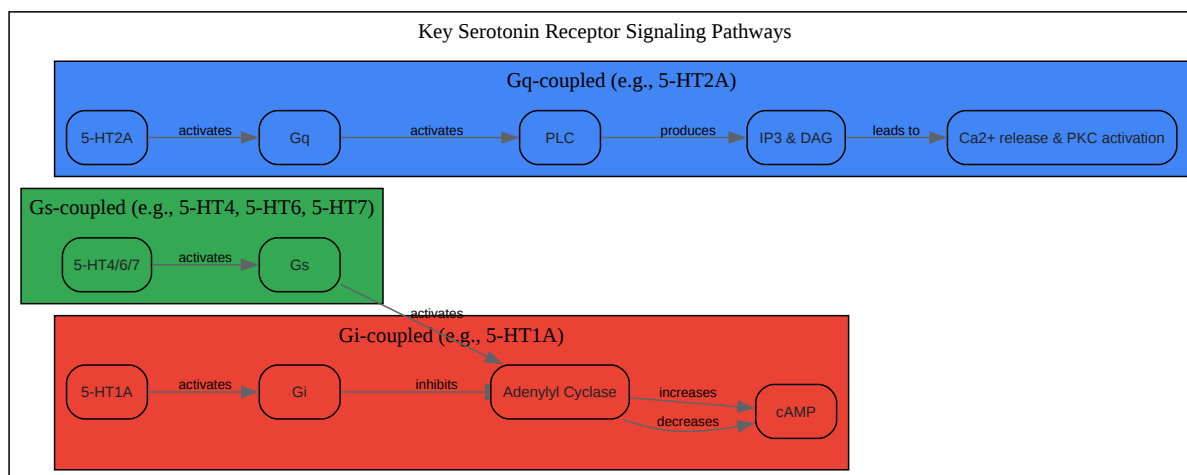 Key Serotonin Receptor Signaling Pathways
Gq-coupled (e.g., 5-HT2A)
5-HT2A
activates
Gq
activates
PLC
produces
IP3 & DAG
leads to
Ca2+ release & PKC activation
Gs-coupled (e.g., 5-HT4, 5-HT6, 5-HT7)
5-HT4/6/7
activates
Gs
activates
Gi-coupled (e.g., 5-HT1A)
5-HT1A
activates
Gi
inhibits
Adenylyl Cyclase
increases
decreases
cAMP